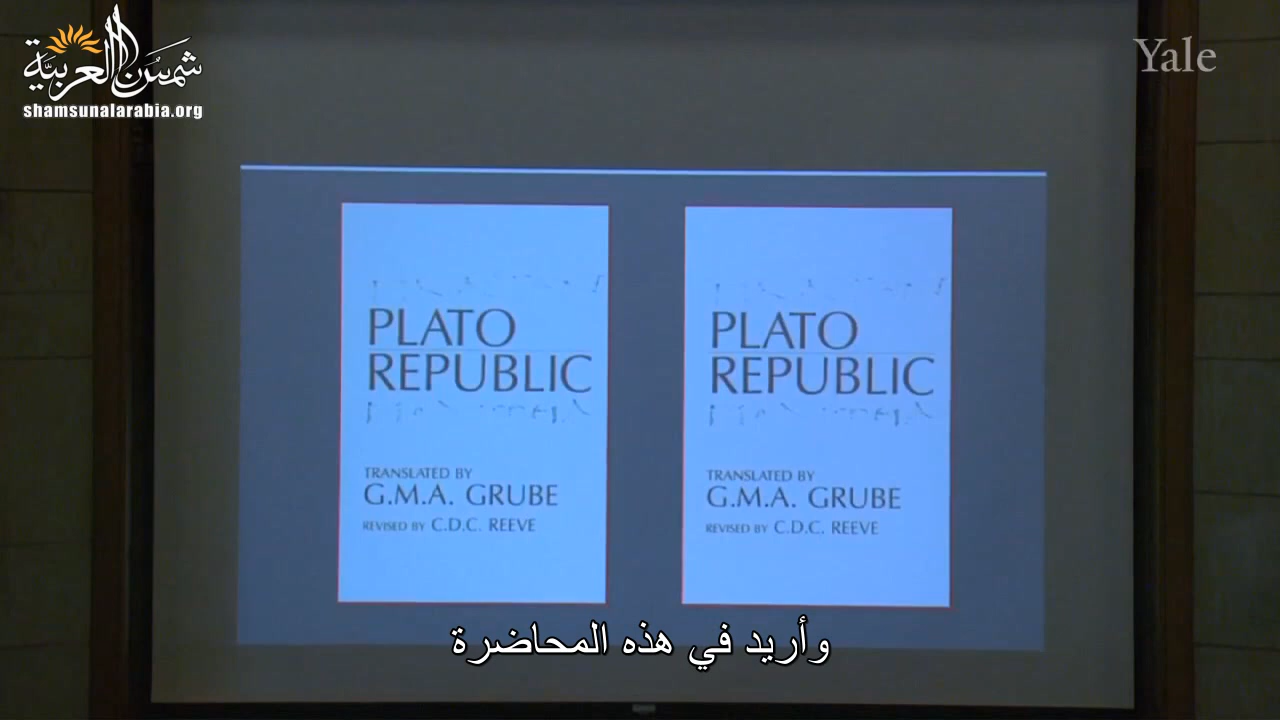 شمس العربية
shamsunalarabia.org
Yale
PLATO
REPUBLIC
TRANSLATED BY
G.M.A. GRUBE
REVISED BY C.D.C. REEVE
PLATO
REPUBLIC
TRANSLATED BY
G.M.A. GRUBE
REVISED BY C.D.C. REEVE
وأريد في هذه المحاضرة